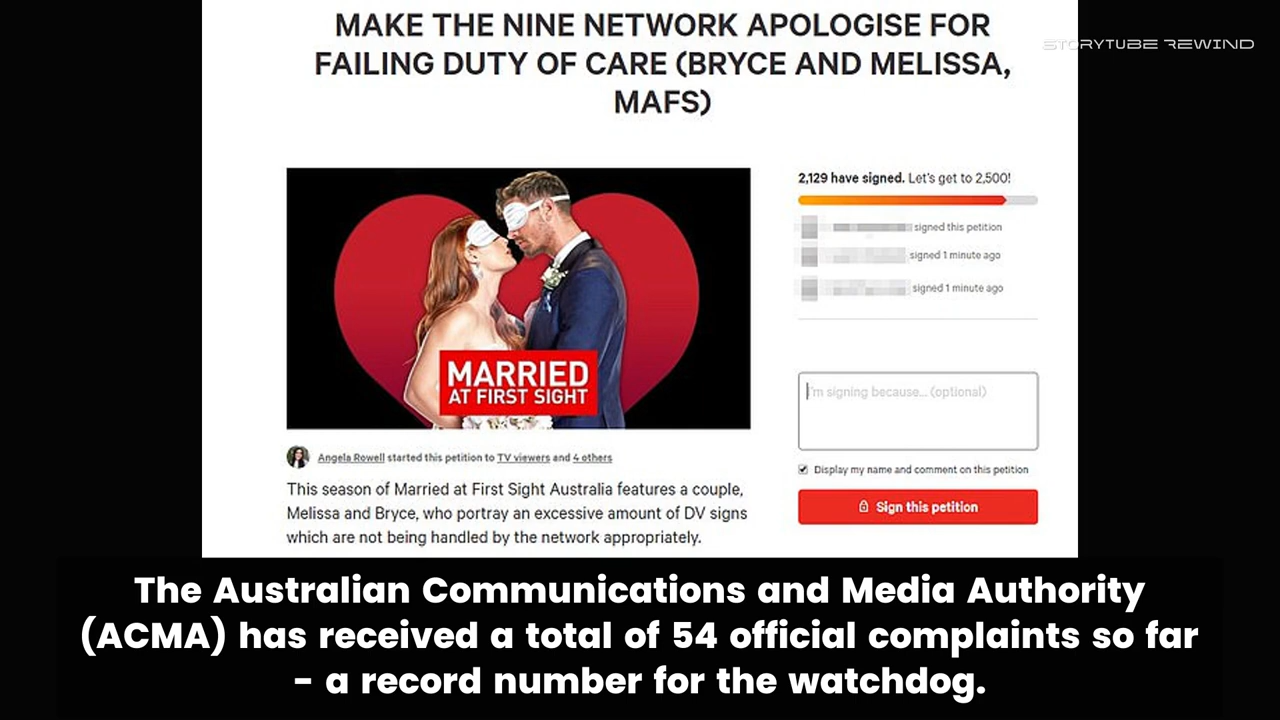 STORYTUBE REWIND
MAKE THE NINE NETWORK APOLOGISE FOR
FAILING DUTY OF CARE (BRYCE AND MELISSA,
MAFS)
MARRIED
AT FIRST SIGHT
2,129 have signed. Let's get to 2,500!
signed this petition
signed 1 minute ago
signed 1 minute ago
I'm signing because... (optional)
Display my name and comment on this petition
Sign this petition
Angela Rowell started this petition to TV viewers and 4 others
This season of Married at First Sight Australia features a couple,
Melissa and Bryce, who portray an excessive amount of DV signs
which are not being handled by the network appropriately.
The Australian Communications and Media Authority
(ACMA) has received a total of 54 official complaints so far
- a record number for the watchdog.